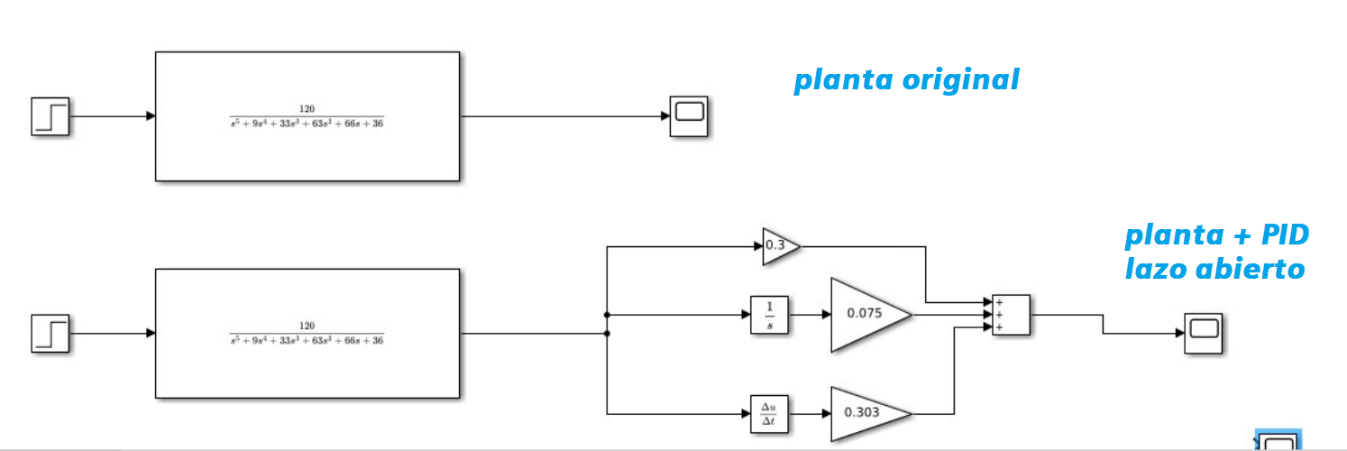 planta original
120
s⁵ + 9s⁴ + 33s³ + 63s² + 66s + 36
planta + PID
lazo abierto
0.3
+
+
+
1
s
0.075
120
s⁵ + 9s⁴ + 33s³ + 63s² + 66s + 36
Δu
Δt
0.303